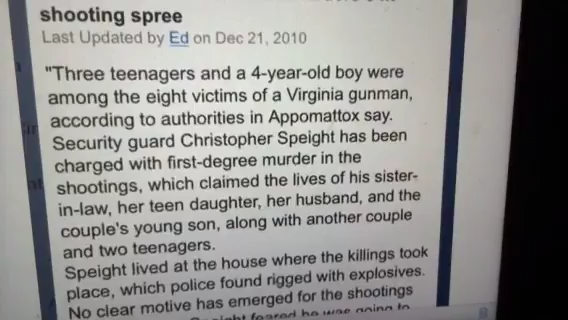 shooting spree
Last Updated by Ed on Dec 21, 2010
"Three teenagers and a 4-year-old boy were
among the eight victims of a Virginia gunman,
according to authorities in Appomattox say.
Security guard Christopher Speight has been
charged with first-degree murder in the
shootings, which claimed the lives of his sister-
in-law, her teen daughter, her husband, and the
couple's young son, along with another couple
and two teenagers.
Speight lived at the house where the killings took
place, which police found rigged with explosives.
No clear motive has emerged for the shootings
feared he was going to